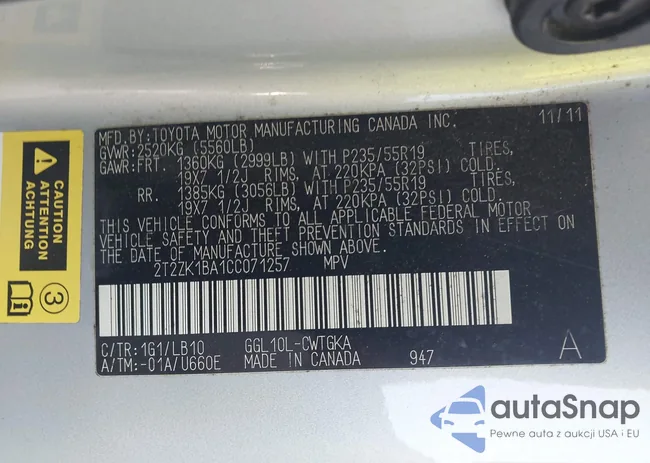 MFD. BY: TOYOTA MOTOR MANUFACTURING CANADA INC. 11/11
GVWR: 2520KG (5560LB)
GAWR: FRT. 1360KG (2999LB) WITH P235/55R19 TIRES,
19X7 1/2J RIMS, AT 220KPA (32PSI) COLD.
RR. 1385KG (3056LB) WITH P235/55R19 TIRES,
19X7 1/2J RIMS, AT 220KPA (32PSI) COLD.
THIS VEHICLE CONFORMS TO ALL APPLICABLE FEDERAL MOTOR
VEHICLE SAFETY AND THEFT PREVENTION STANDARDS IN EFFECT ON
THE DATE OF MANUFACTURE SHOWN ABOVE.
2T2ZK1BA1CC071257 MPV
C/TR: 1G1/LB10 GGL10L-CWTGKA
A/TM: -01A/U660E MADE IN CANADA 947 A
CAUTION
ATTENTION
ACHTUNG
3
autaSnap
Pewne auta z aukcji USA i EU